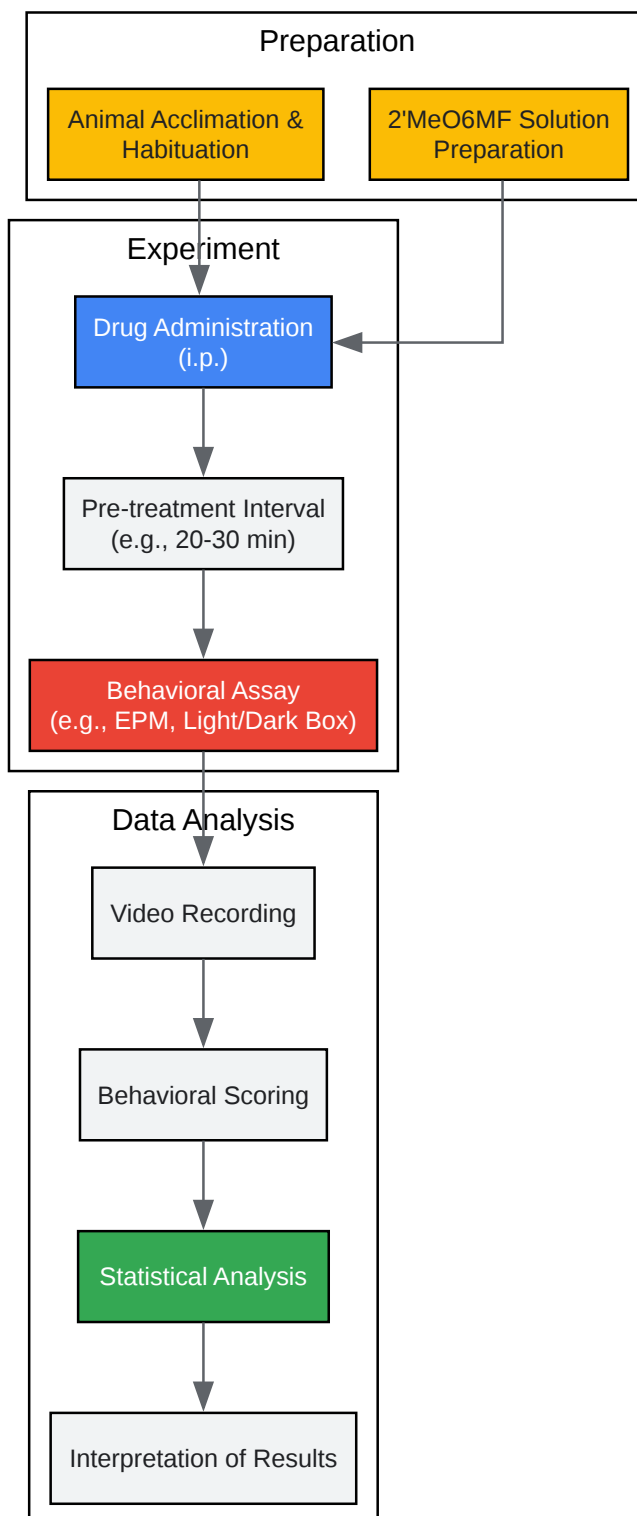 Preparation
Animal Acclimation &
Habituation
2'MeO6MF Solution
Preparation
Experiment
Drug Administration
(i.p.)
Pre-treatment Interval
(e.g., 20-30 min)
Behavioral Assay
(e.g., EPM, Light/Dark Box)
Data Analysis
Video Recording
Behavioral Scoring
Statistical Analysis
Interpretation of Results